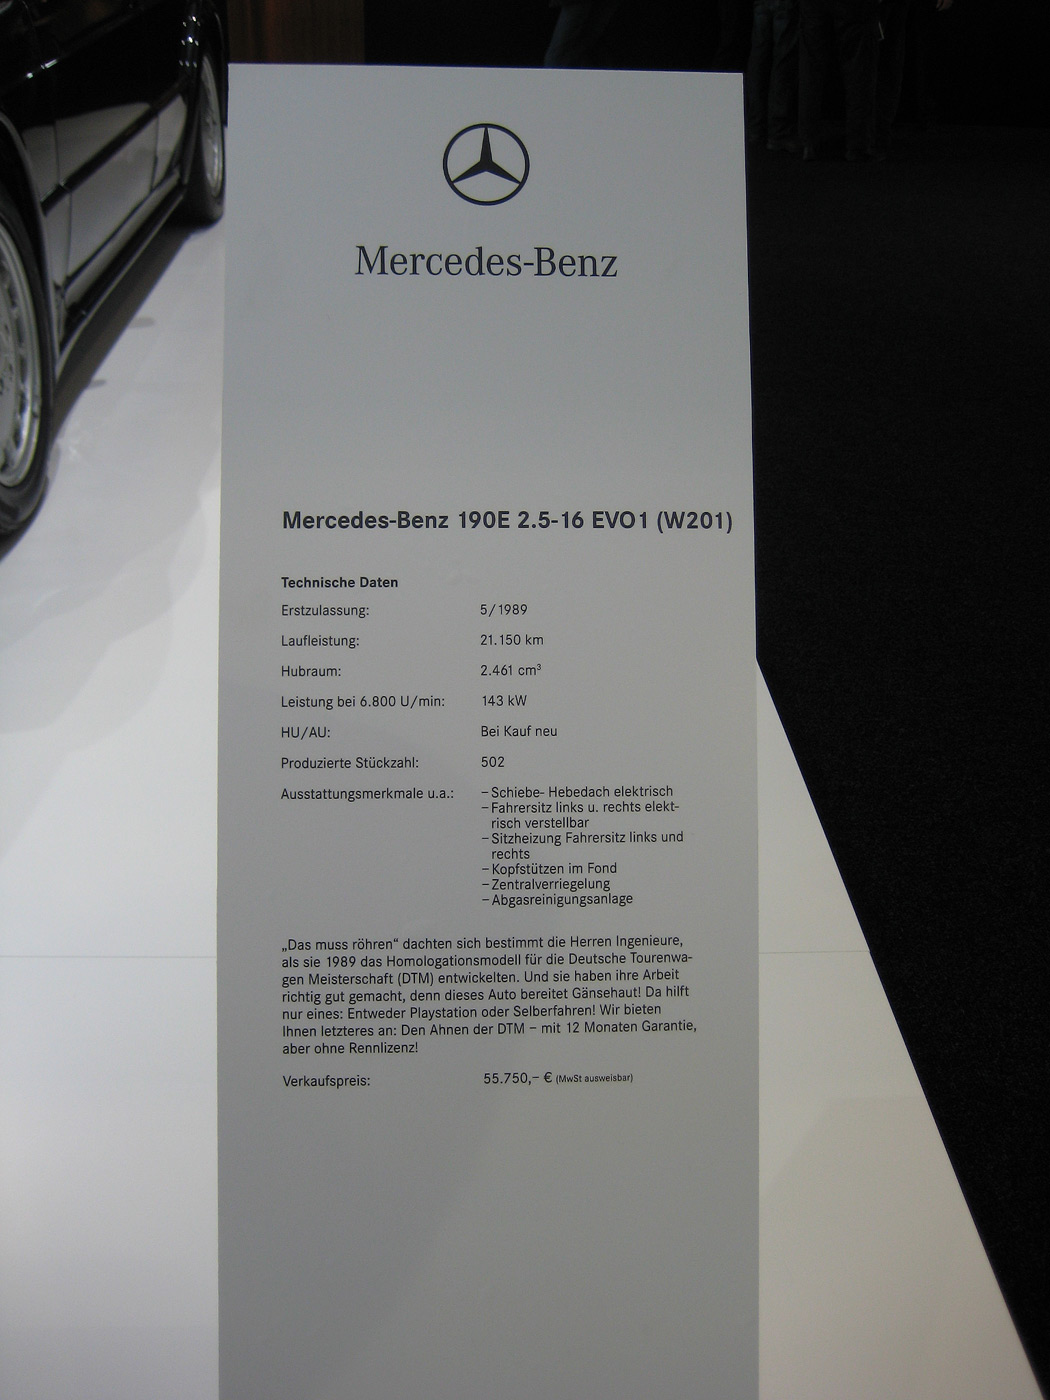 Mercedes-Benz
Mercedes-Benz 190E 2.5-16 EVO1 (W201)
Technische Daten
Erstzulassung: 5/1989
Laufleistung: 21.150 km
Hubraum: 2.461 cm³
Leistung bei 6.800 U/min: 143 kW
HU/AU: Bei Kauf neu
Produzierte Stückzahl: 502
Ausstattungsmerkmale u.a.: – Schiebe- Hebedach elektrisch
– Fahrersitz links u. rechts elekt-
risch verstellbar
– Sitzheizung Fahrersitz links und
rechts
– Kopfstützen im Fond
– Zentralverriegelung
– Abgasreinigungsanlage
„Das muss röhren“ dachten sich bestimmt die Herren Ingenieure,
als sie 1989 das Homologationsmodell für die Deutsche Tourenwa-
gen Meisterschaft (DTM) entwickelten. Und sie haben ihre Arbeit
richtig gut gemacht, denn dieses Auto bereitet Gänsehaut! Da hilft
nur eines: Entweder Playstation oder Selberfahren! Wir bieten
Ihnen letzteres an: Den Ahnen der DTM – mit 12 Monaten Garantie,
aber ohne Rennlizenz!
Verkaufspreis: 55.750,– € (MwSt ausweisbar)